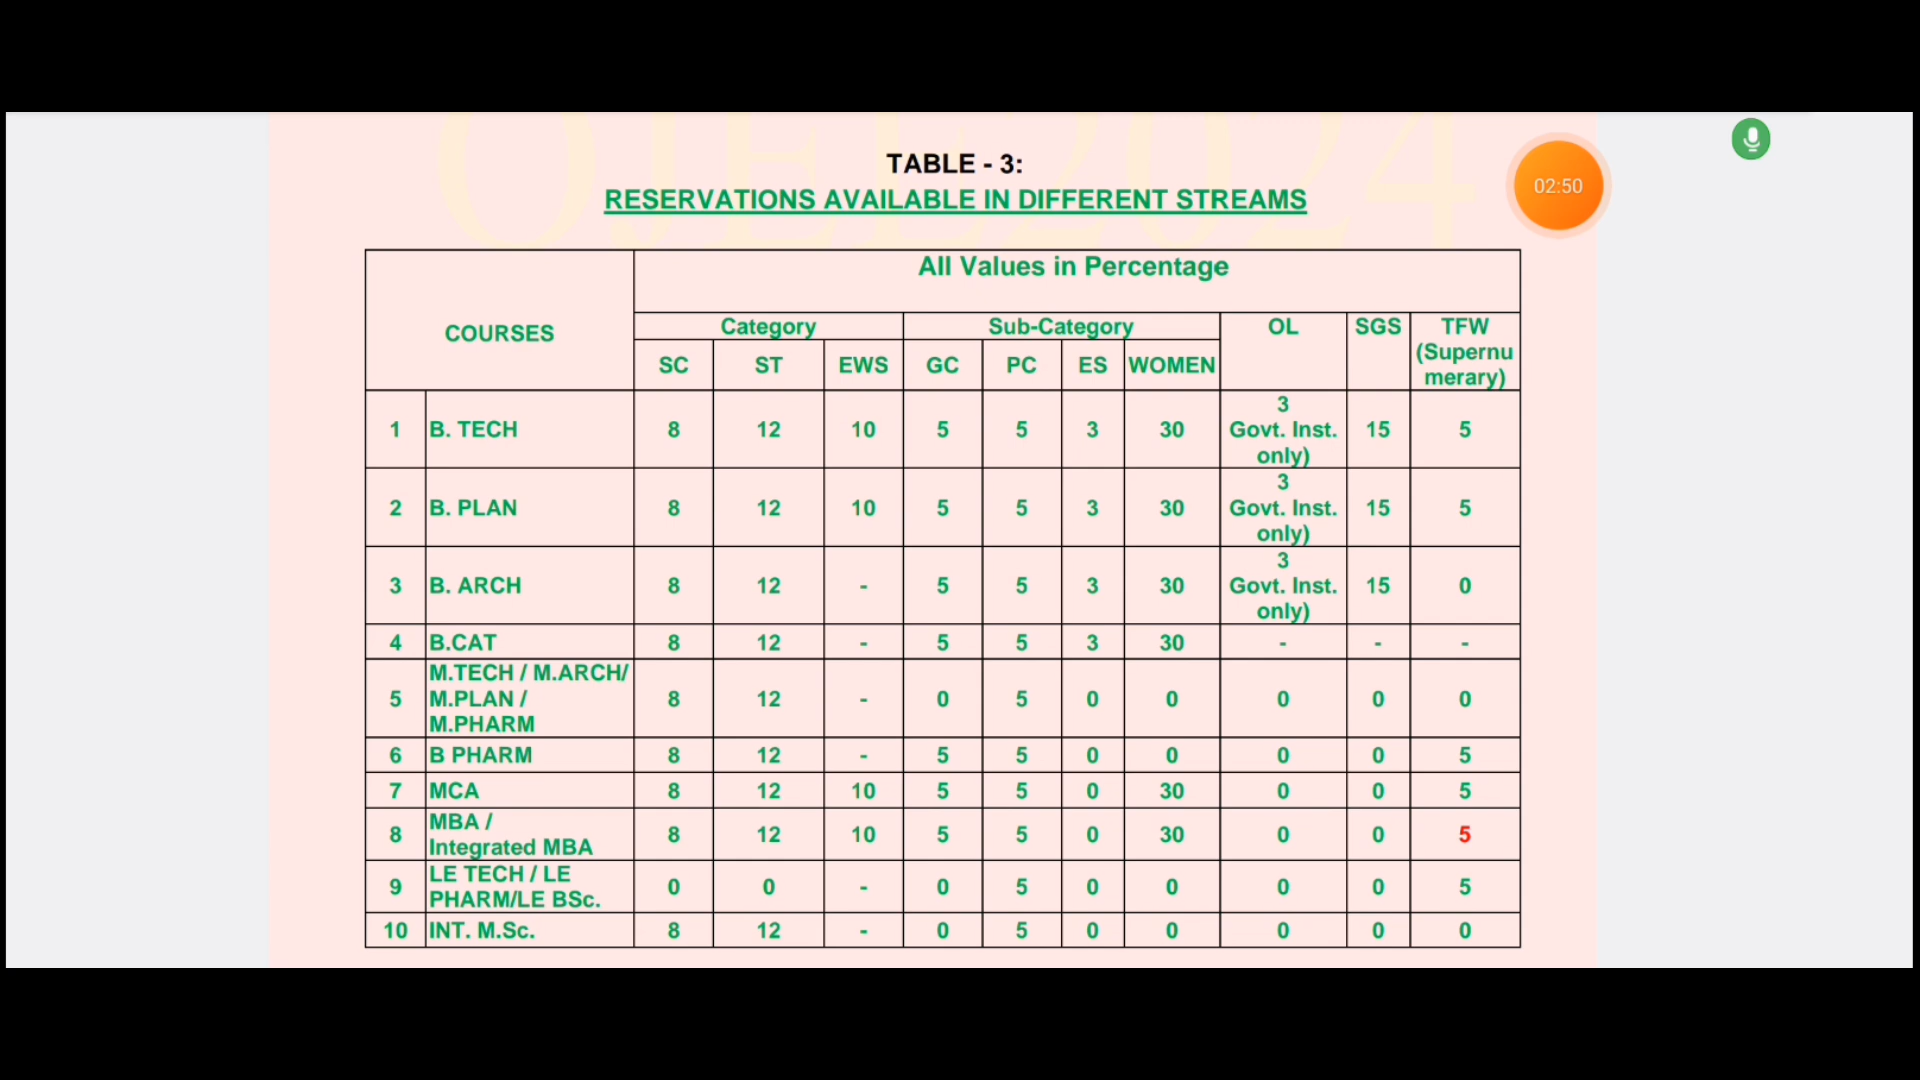 OJEE2024
TABLE - 3:
RESERVATIONS AVAILABLE IN DIFFERENT STREAMS
02:50
COURSES
All Values in Percentage
Category
Sub-Category
OL
SGS
TFW
(Supernu
merary)
SC
ST
EWS
GC
PC
ES
WOMEN
1 B. TECH 8 12 10 5 5 3 30 3 15 5
Govt. Inst.
only)
2 B. PLAN 8 12 10 5 5 3 30 3 15 5
Govt. Inst.
only)
3 B. ARCH 8 12 - 5 5 3 30 3 15 0
Govt. Inst.
only)
4 B.CAT 8 12 - 5 5 3 30 - - -
M.TECH / M.ARCH/
5 M.PLAN / 8 12 - 0 5 0 0 0 0 0
M.PHARM
6 B PHARM 8 12 - 5 5 0 0 0 0 5
7 MCA 8 12 10 5 5 0 30 0 0 5
8 MBA / 8 12 10 5 5 0 30 0 0 5
Integrated MBA
9 LE TECH / LE 0 0 - 0 5 0 0 0 0 5
PHARM/LE BSc.
10 INT. M.Sc. 8 12 - 0 5 0 0 0 0 0